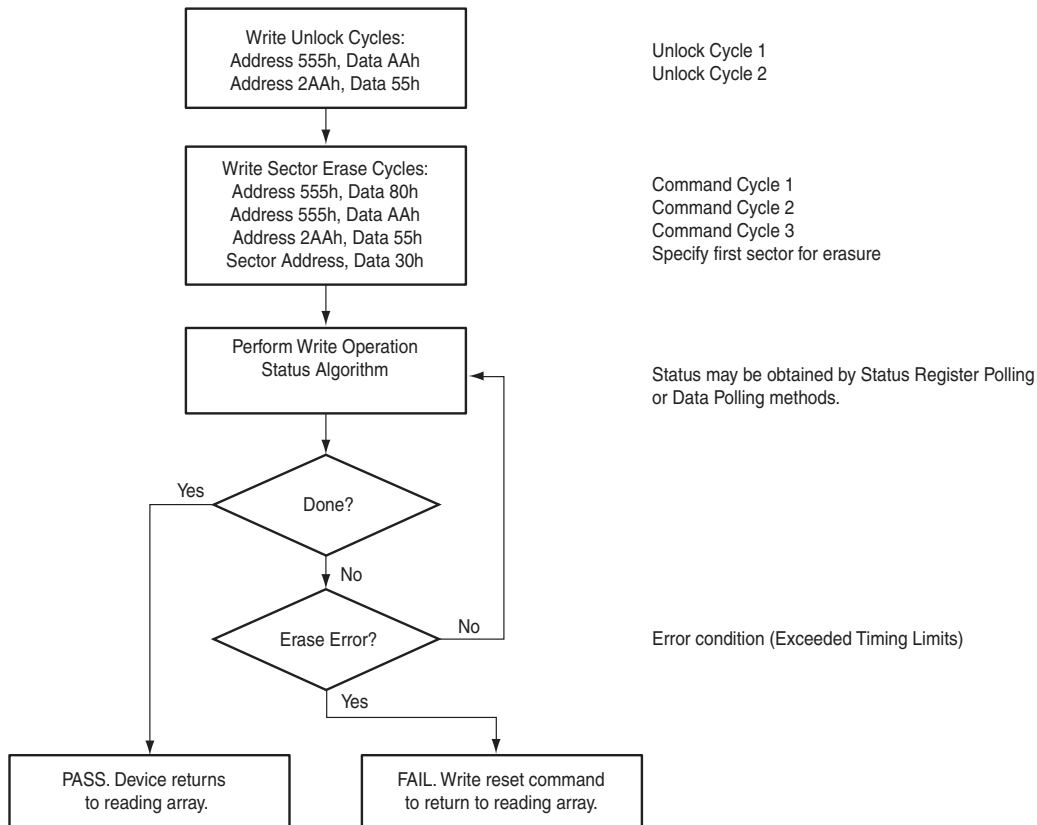 Write Unlock Cycles:
Address 555h, Data AAh
Address 2AAh, Data 55h
Unlock Cycle 1
Unlock Cycle 2
Write Sector Erase Cycles:
Address 555h, Data 80h
Address 555h, Data AAh
Address 2AAh, Data 55h
Sector Address, Data 30h
Command Cycle 1
Command Cycle 2
Command Cycle 3
Specify first sector for erasure
Perform Write Operation
Status Algorithm
Status may be obtained by Status Register Polling
or Data Polling methods.
Yes
Done?
No
Erase Error?
No
Error condition (Exceeded Timing Limits)
Yes
PASS. Device returns
to reading array.
FAIL. Write reset command
to return to reading array.